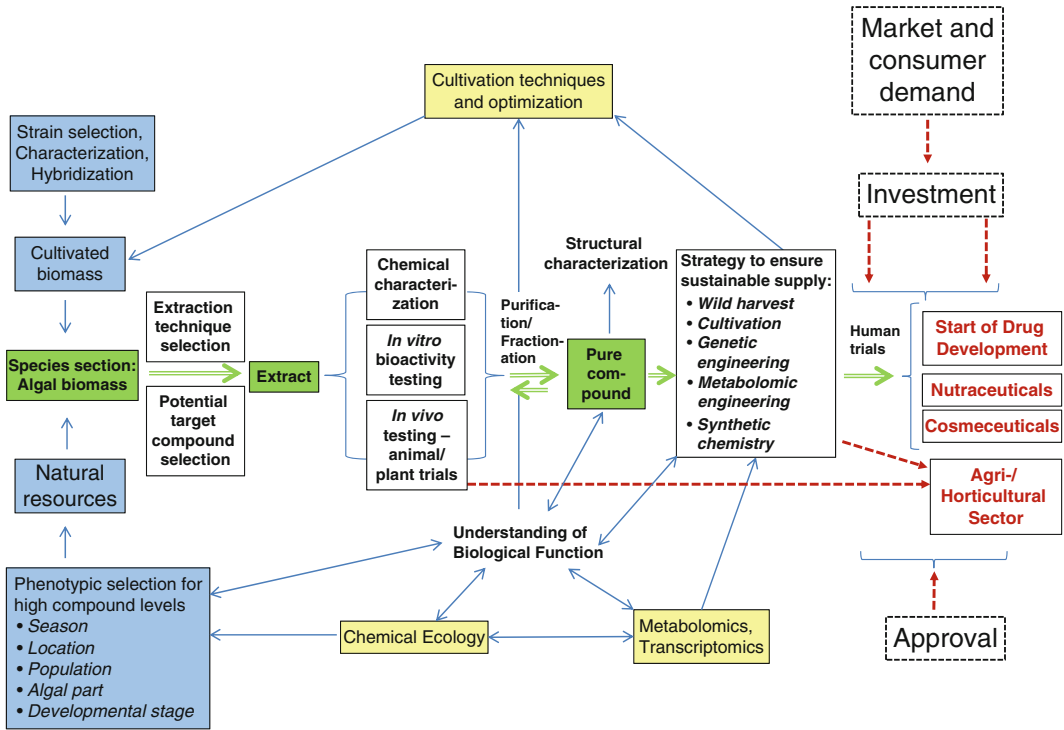 Market and
consumer
demand
Cultivation techniques
and optimization
Strain selection,
Characterization,
Hybridization
Investment
Cultivated
biomass
Structural
characterization
Chemical
characteri-
zation
Strategy to ensure
sustainable supply:
• Wild harvest
• Cultivation
• Genetic
engineering
• Metabolomic
engineering
• Synthetic
chemistry
Extraction
technique
selection
Purifica-
tion/
Fraction-
ation
Human
trials
Start of Drug
Development
In vitro
bioactivity
testing
Species section:
Algal biomass
Extract
Pure
com-
pound
Nutraceuticals
Potential
target
compound
selection
In vivo
testing –
animal/
plant trials
Cosmeceuticals
Natural
resources
Agri-/
Horticultural
Sector
Understanding of
Biological Function
Phenotypic selection for
high compound levels
• Season
• Location
• Population
• Algal part
• Developmental stage
Chemical Ecology
Metabolomics,
Transcriptomics
Approval